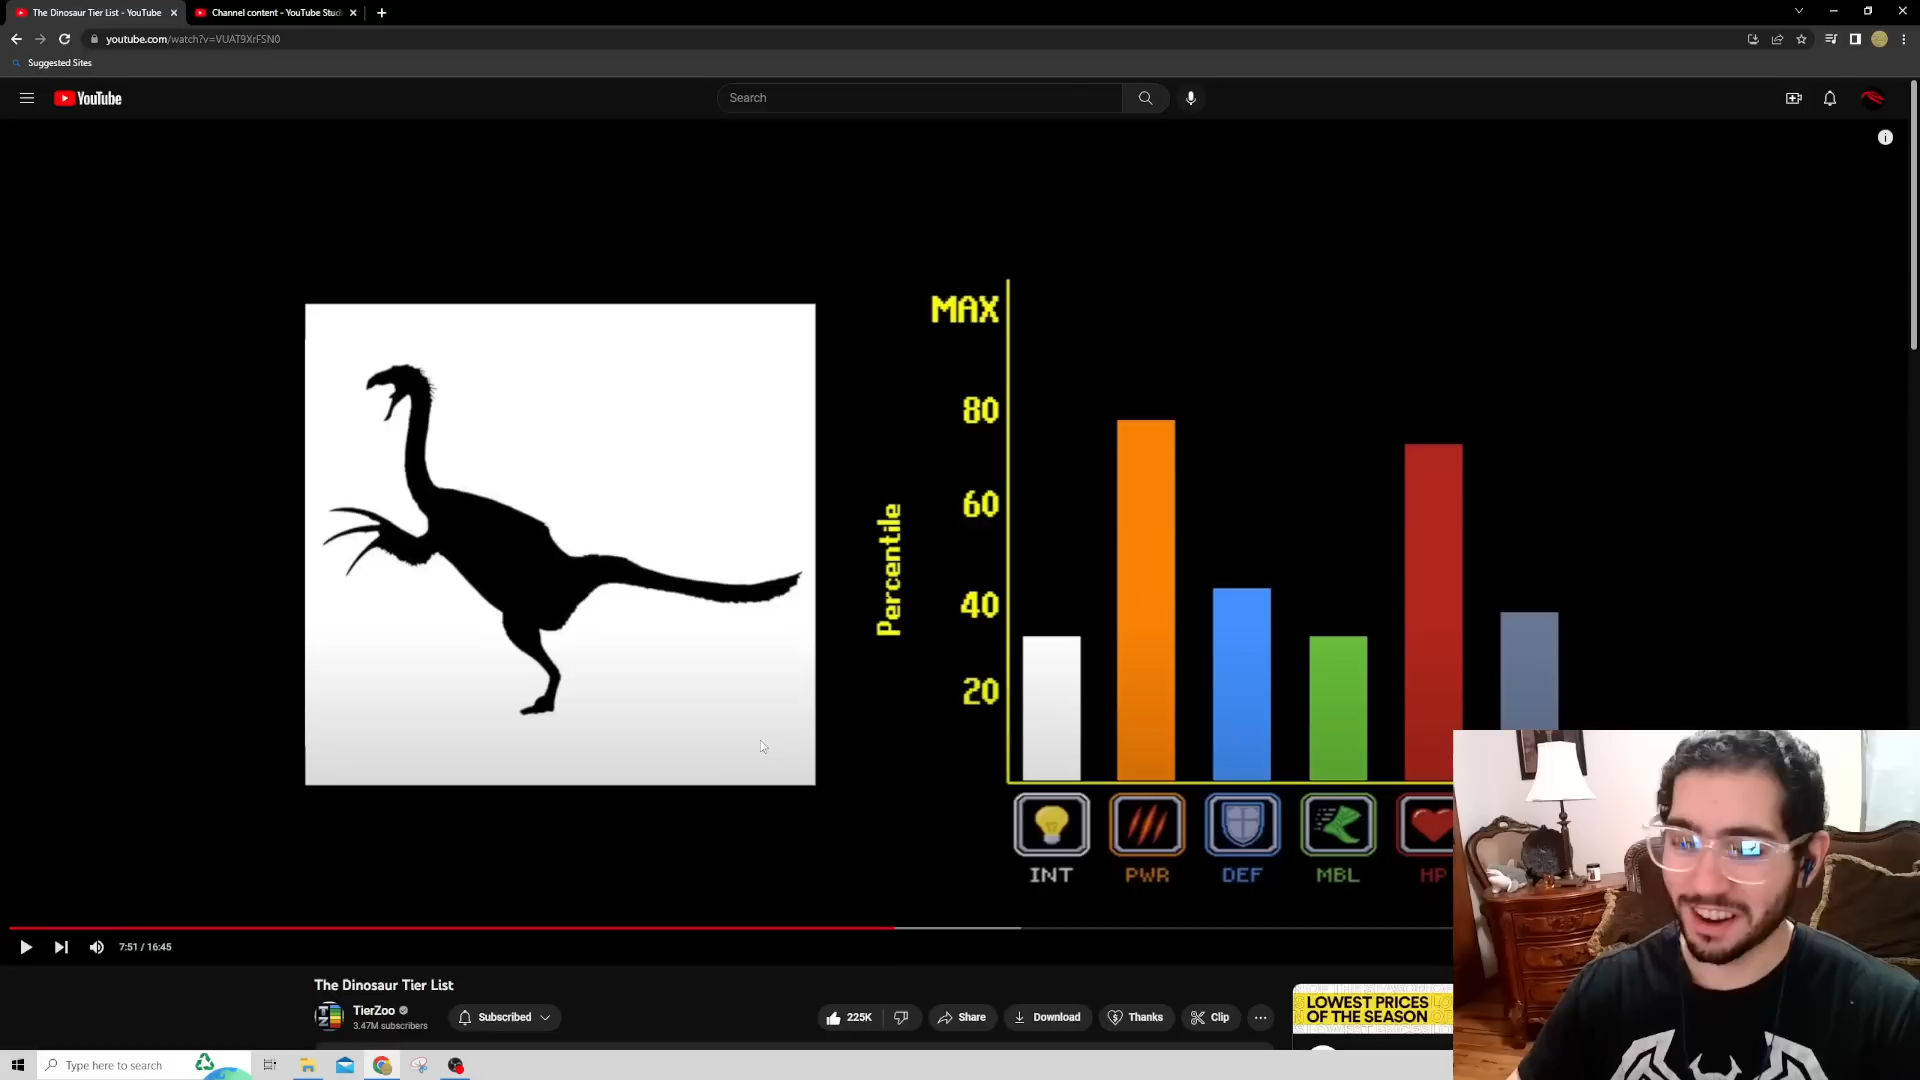 The Dinosaur Tier List - YouTube
Channel content - YouTube Stud
youtube.com/watch?v=VUAT9XrFSN0
Suggested Sites
YouTube
Search
MAX
80
60
40
20
Percentile
INT PWR DEF MBL HP
7:51 / 16:45
The Dinosaur Tier List
TierZoo
3.47M subscribers
Subscribed
225K
Share
Download
Thanks
Clip
LOWEST PRICES
OF THE SEASON
Type here to search